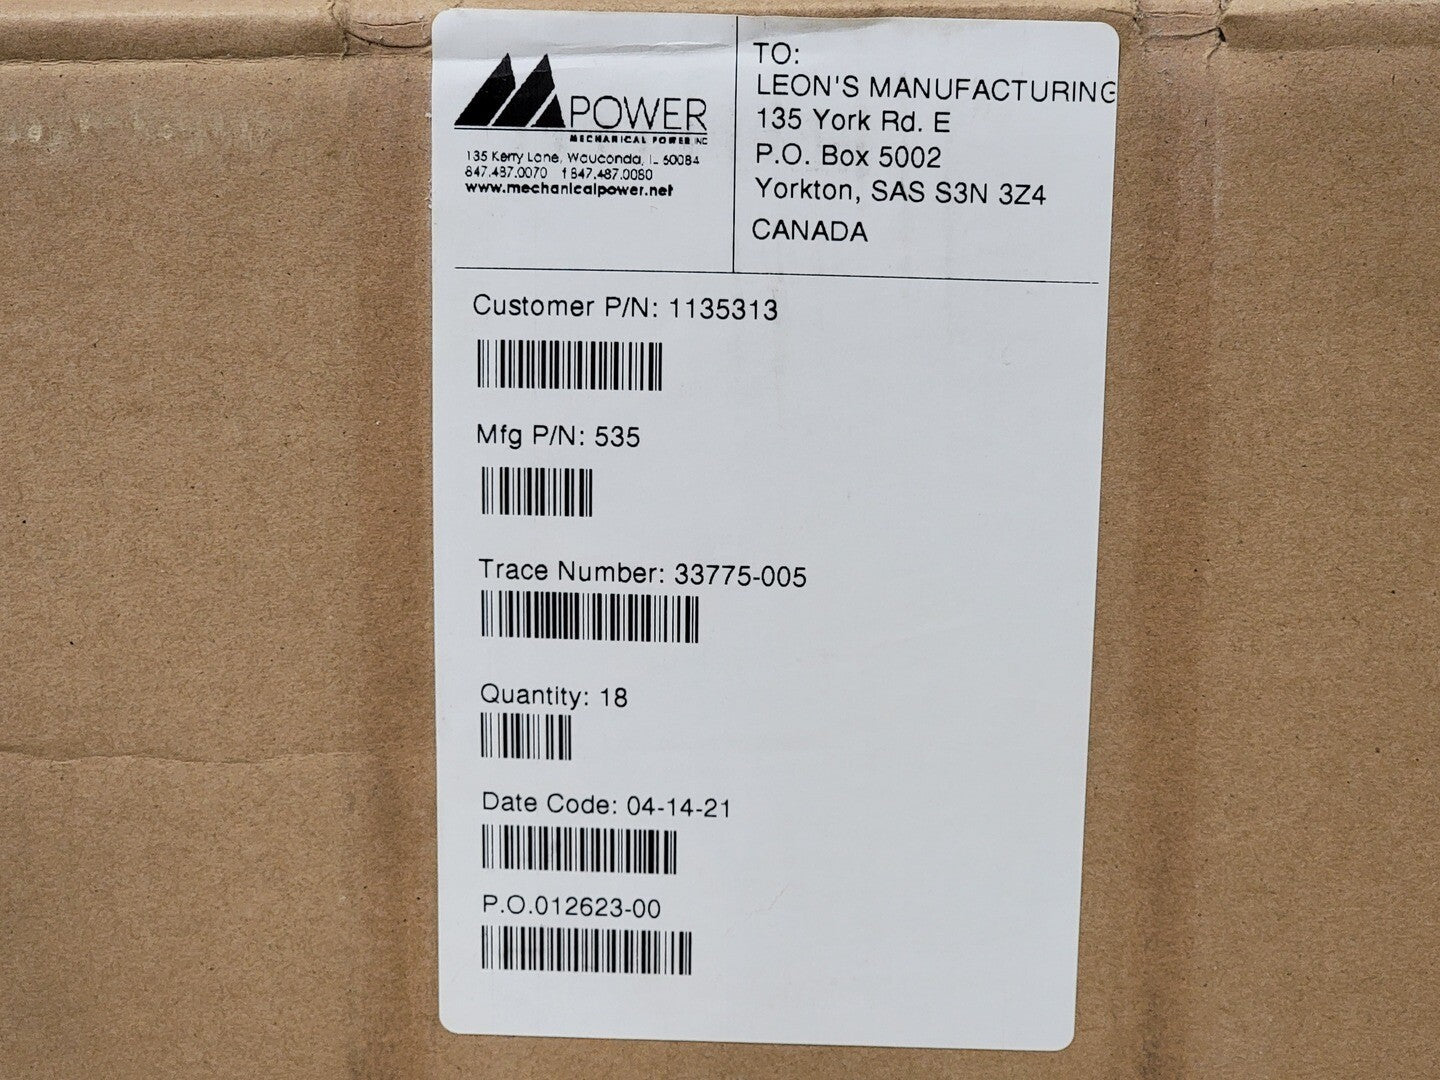 POWER
MECHANICAL POWER INC
135 Kerry Lane, Wauconda, IL 60084
847.487.0070 f 847.487.0080
www.mechanicalpower.net
TO:
LEON'S MANUFACTURING
135 York Rd. E
P.O. Box 5002
Yorkton, SAS S3N 3Z4
CANADA
Customer P/N: 1135313
Mfg P/N: 535
Trace Number: 33775-005
Quantity: 18
Date Code: 04-14-21
P.O.012623-00